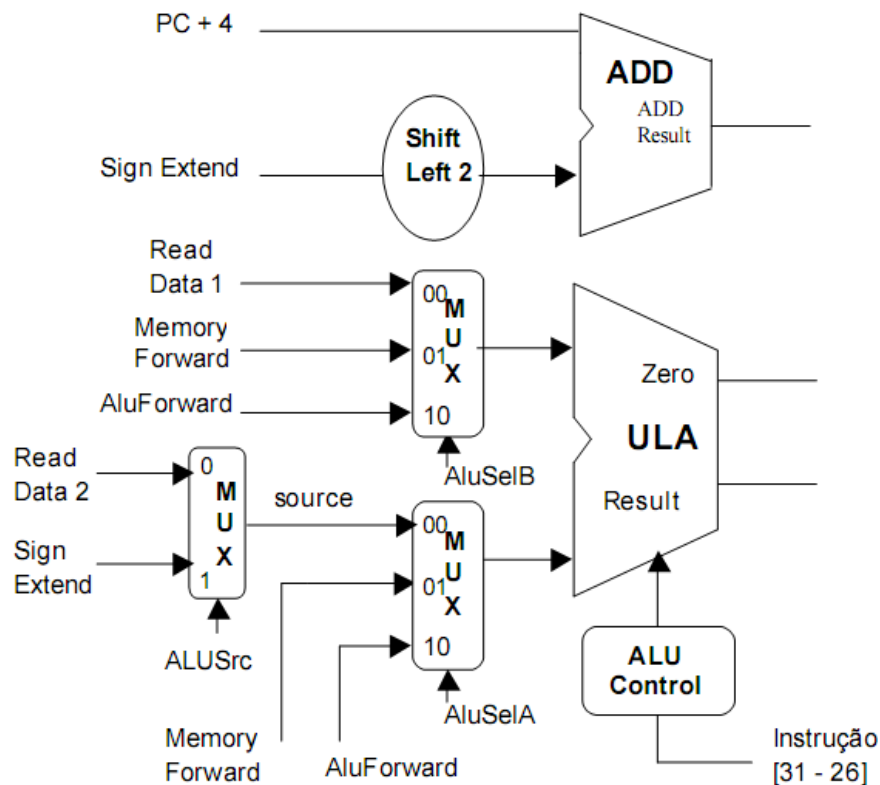 PC + 4
ADD
ADD
Result
Shift
Left 2
Sign Extend
Read
Data 1
Memory
Forward
AluForward
00
01
10
M
U
X
AluSelB
Zero
ULA
Result
Read
Data 2
Sign
Extend
0
M
U
X
1
ALUSrc
source
00
01
10
M
U
X
AluSelA
Memory
Forward
AluForward
ALU
Control
Instrução
[31 - 26]